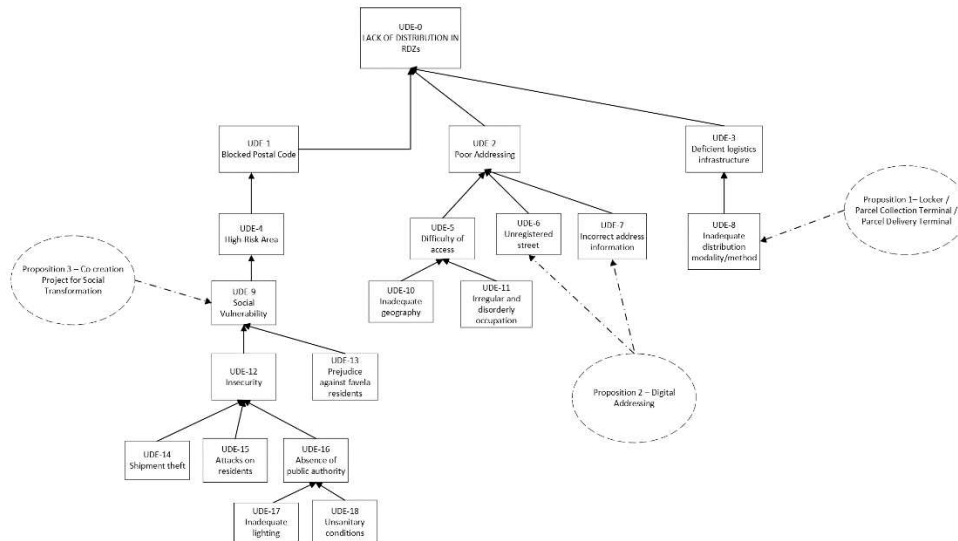 UDE-0
LACK OF DISTRIBUTION IN
RDZs
UDE 1
Blocked Postal Code
UDE 2
Poor Addressing
UDE-3
Deficient logistics
infrastructure
Proposition 1– Locker /
Parcel Collection Terminal /
Parcel Delivery Terminal
UDE-4
High Risk Area
UDE-5
Difficulty of
access
UDE-6
Unregistered
street
UDE-7
Incorrect address
information
UDE-8
Inadequate
distribution
modality/method
Proposition 3 – Co creation
Project for Social
Transformation
UDE 9
Social
Vulnerability
UDE-10
Inadequate
geography
UDE-11
Irregular and
disorderly
occupation
UDE-12
Insecurity
UDE-13
Prejudice
against favela
residents
Proposition 2 – Digital
Addressing
UDE-14
Shipment theft
UDE-15
Attacks on
residents
UDE-16
Absence of
public authority
UDE-17
Inadequate
lighting
UDE-18
Unsanitary
conditions